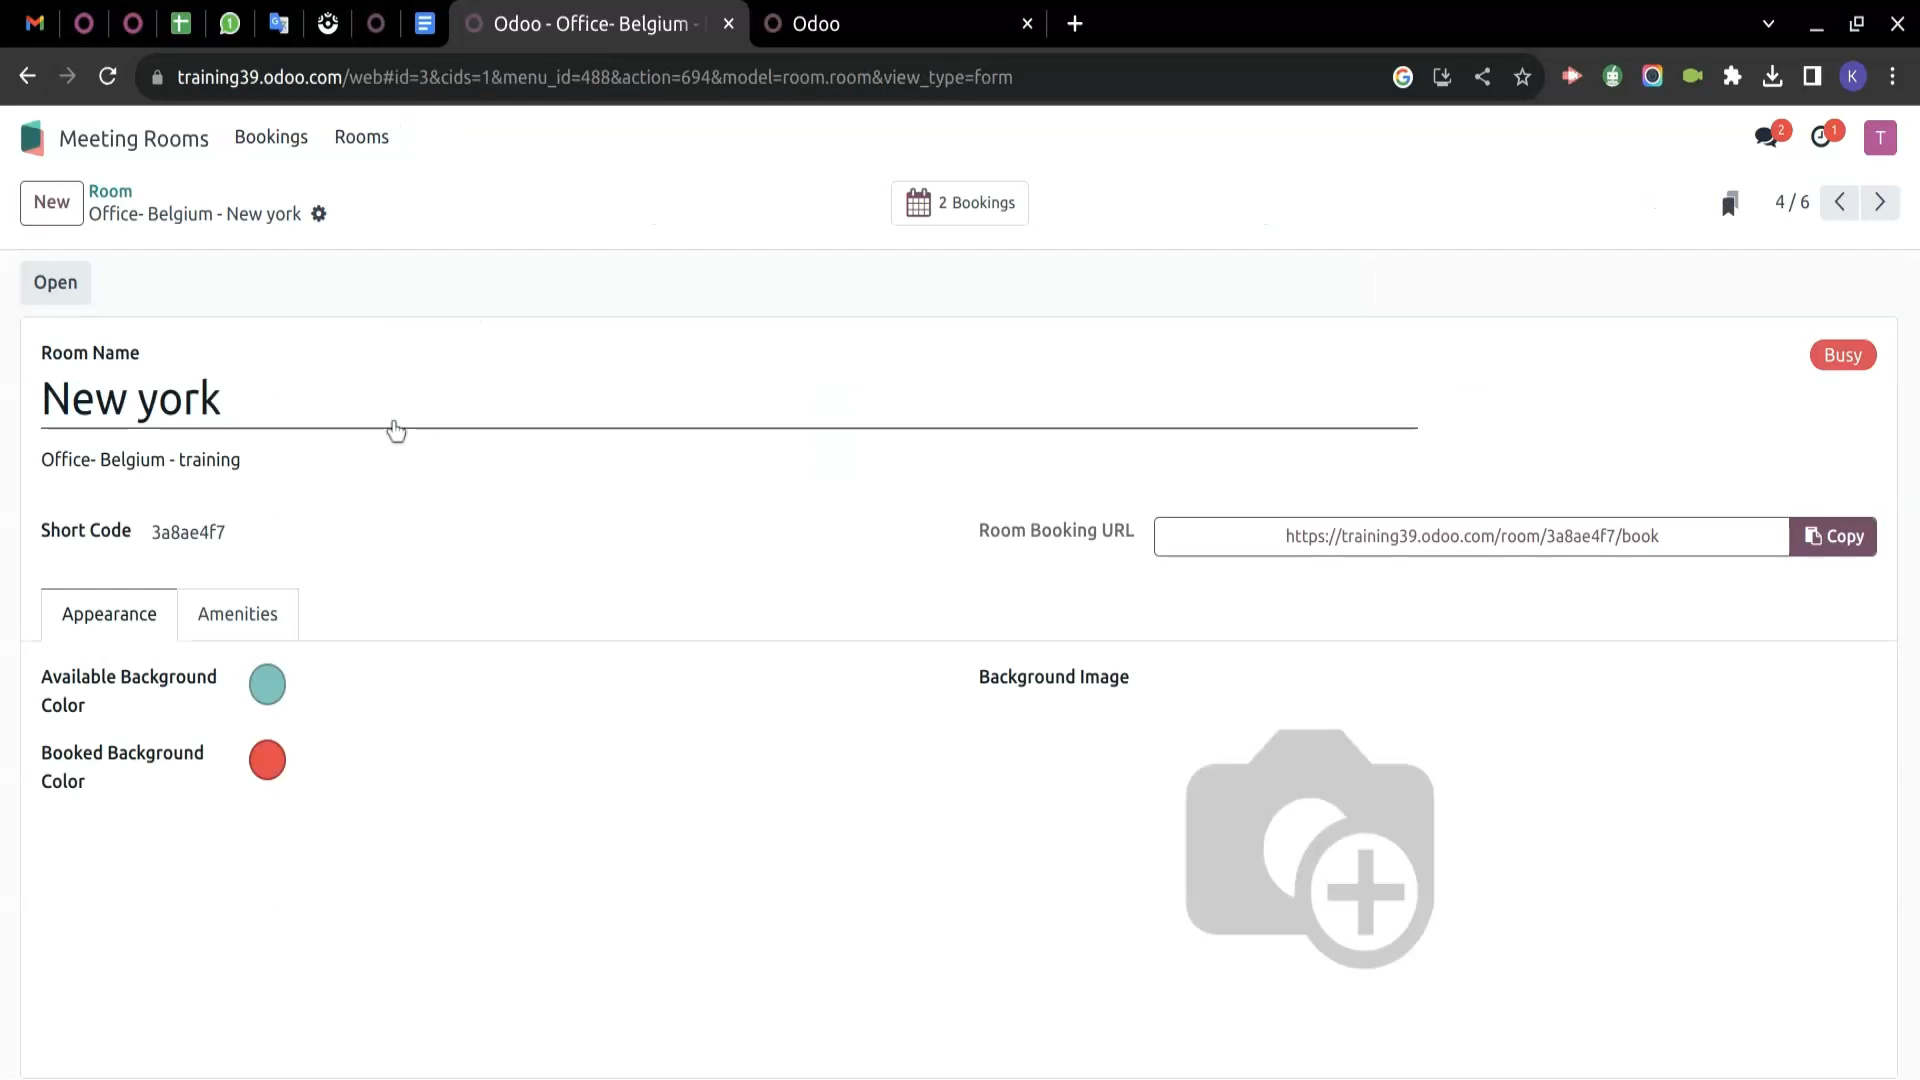 Odoo - Office- Belgium -
Odoo
training39.odoo.com/web#id=3&cids=1&menu_id=488&action=694&model=room.room&view_type=form
K
Meeting Rooms
Bookings
Rooms
2
1
T
New
Room
Office- Belgium - New york
2 Bookings
4 / 6
Open
Room Name
Busy
New york
Office- Belgium - training
Short Code
3a8ae4f7
Room Booking URL
https://training39.odoo.com/room/3a8ae4f7/book
Copy
Appearance
Amenities
Available Background
Color
Background Image
Booked Background
Color